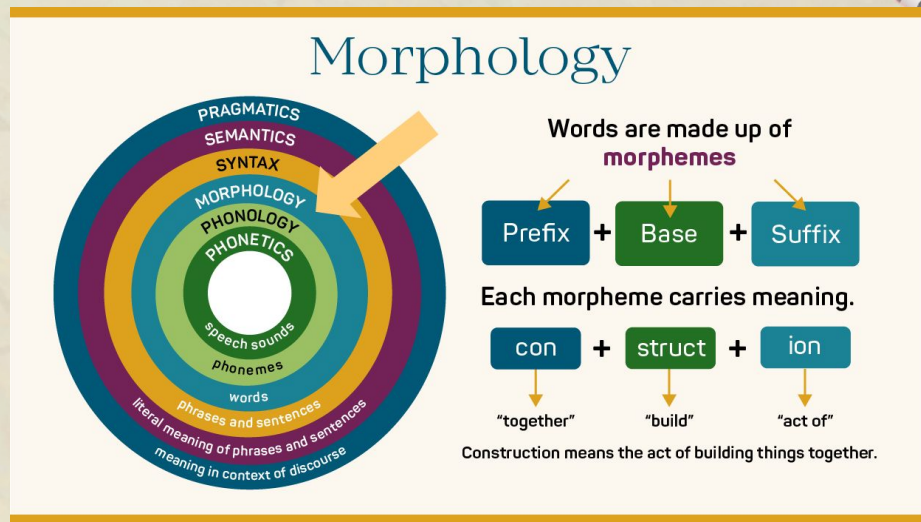 Morphology
PRAGMATICS
SEMANTICS
SYNTAX
MORPHOLOGY
PHONOLOGY
PHONETICS
speech sounds
phonemes
words
phrases and sentences
literal meaning of phrases and sentences
meaning in context of discourse
Words are made up of
morphemes
Prefix + Base + Suffix
Each morpheme carries meaning.
con + struct + ion
“together” “build” “act of”
Construction means the act of building things together.